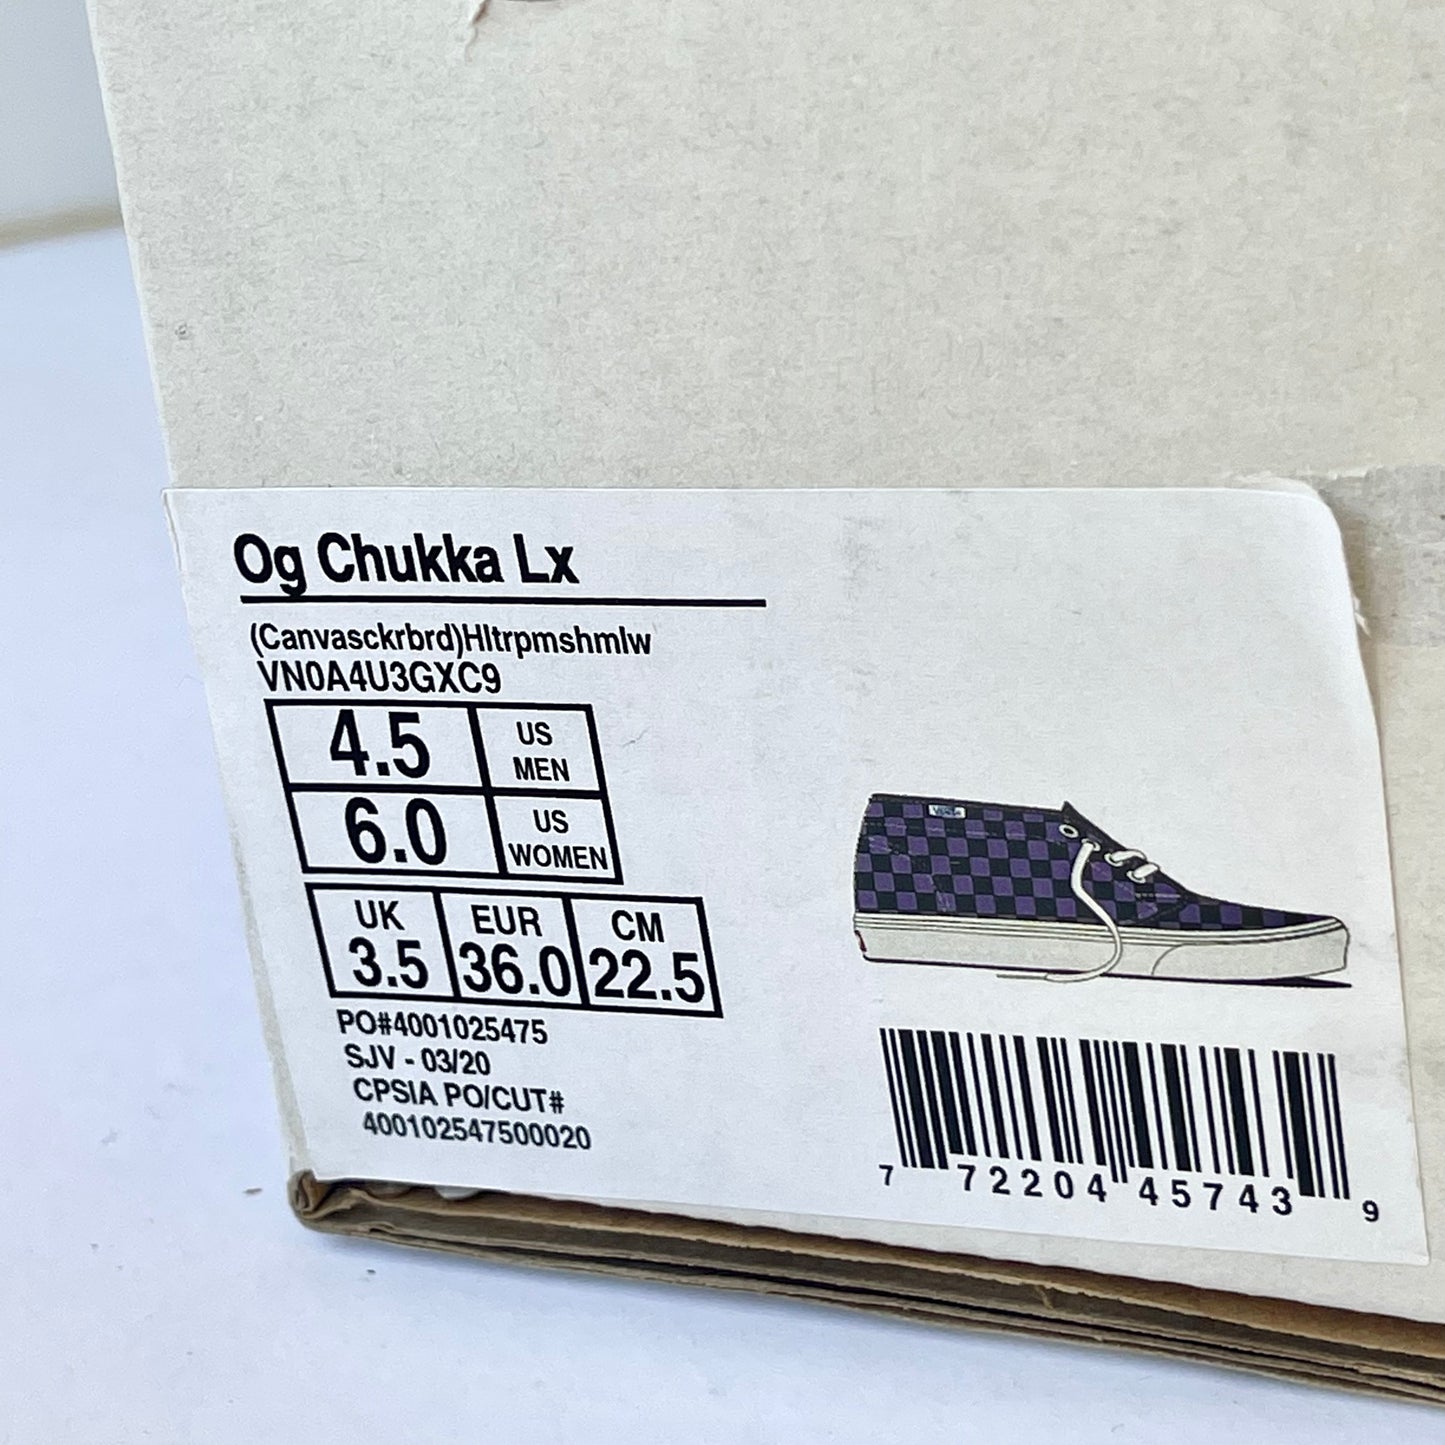 Og Chukka Lx
(Canvasckrbrd)Hltrpmshmlw
VN0A4U3GXC9
4.5 US MEN
6.0 US WOMEN
UK EUR CM
3.5 36.0 22.5
PO#4001025475
SJV - 03/20
CPSIA PO/CUT#
400102547500020
7 72204 45743 9